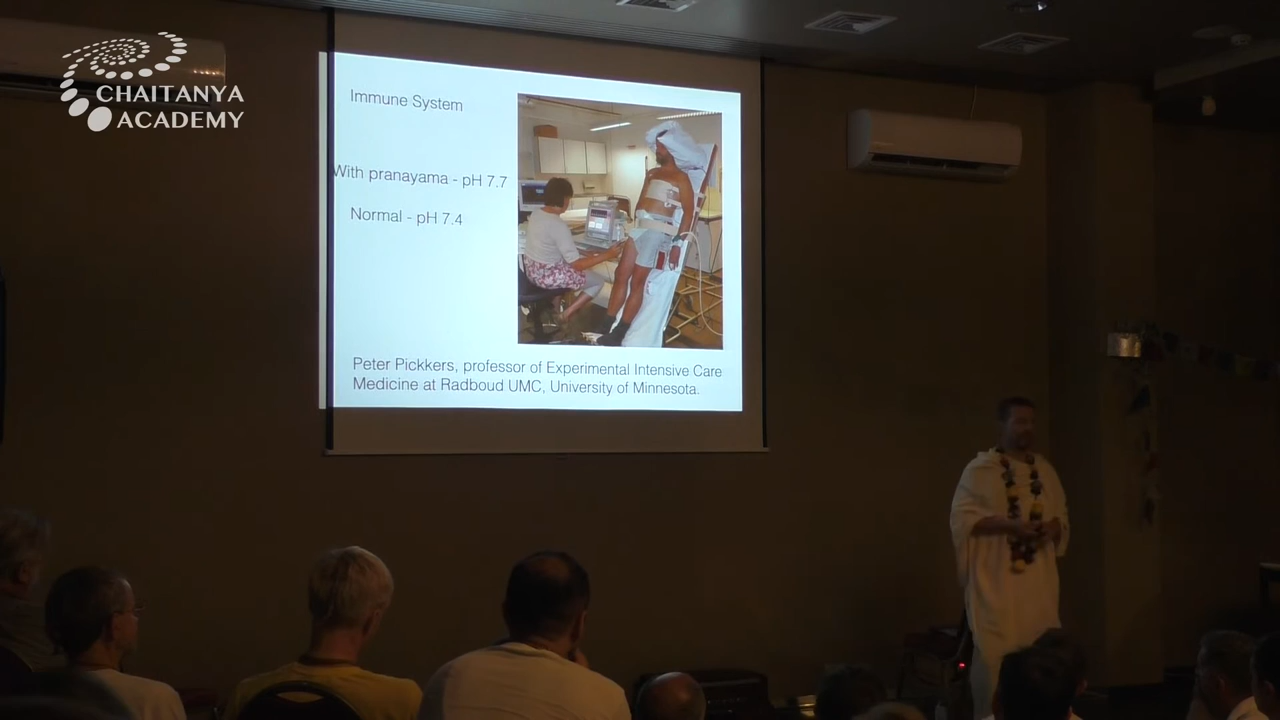 CHAITANYA
ACADEMY
Immune System
With pranayama - pH 7.7
Normal - pH 7.4
Peter Pickkers, professor of Experimental Intensive Care
Medicine at Radboud UMC, University of Minnesota.